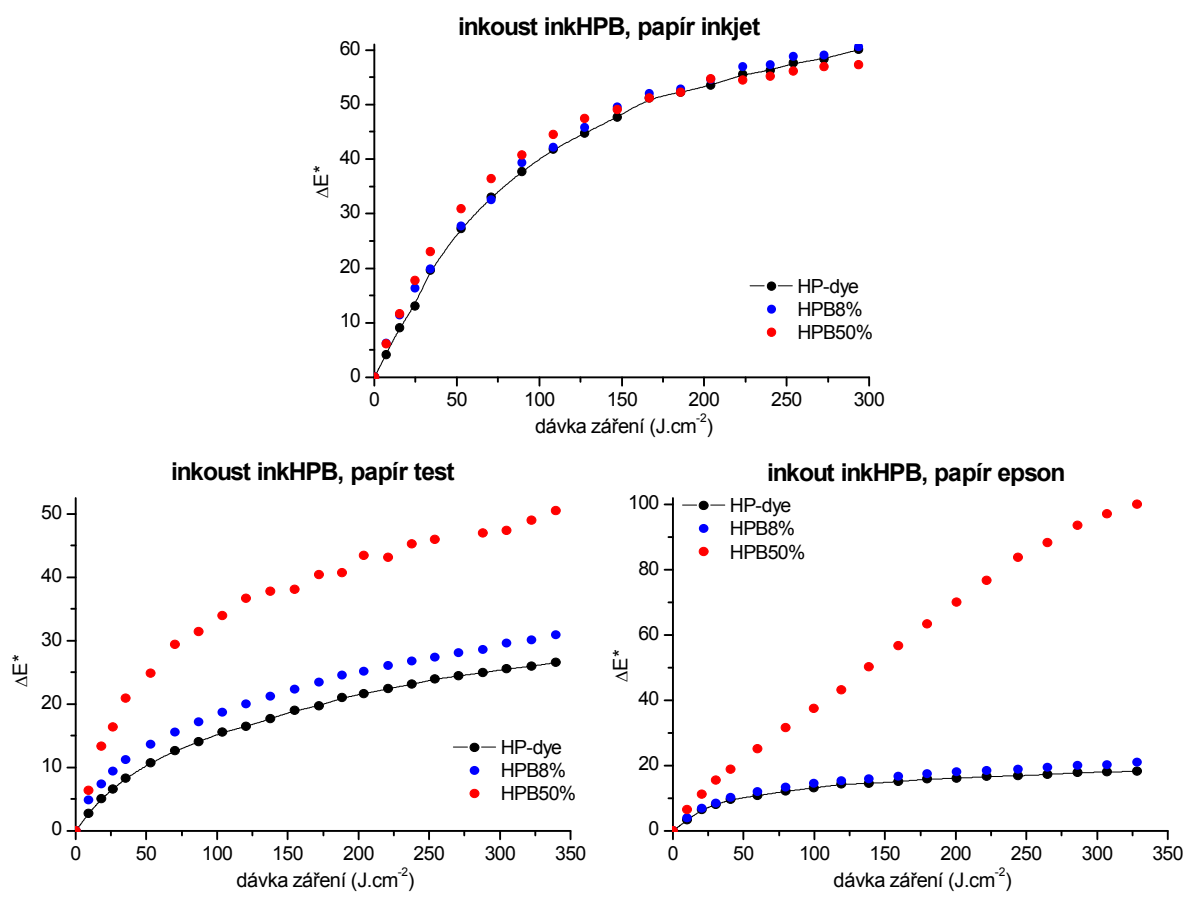 inkoust inkHPB, papír inkjet
60
50
40
30
20
10
0
ΔE*
HP-dye
HPB8%
HPB50%
0 50 100 150 200 250 300
dávka záření (J.cm-2)
inkoust inkHPB, papír test
50
40
30
20
10
0
ΔE*
HP-dye
HPB8%
HPB50%
0 50 100 150 200 250 300 350
dávka záření (J.cm-2)
inkout inkHPB, papír epson
100
80
60
40
20
0
ΔE*
HP-dye
HPB8%
HPB50%
0 50 100 150 200 250 300 350
dávka záření (J.cm-2)